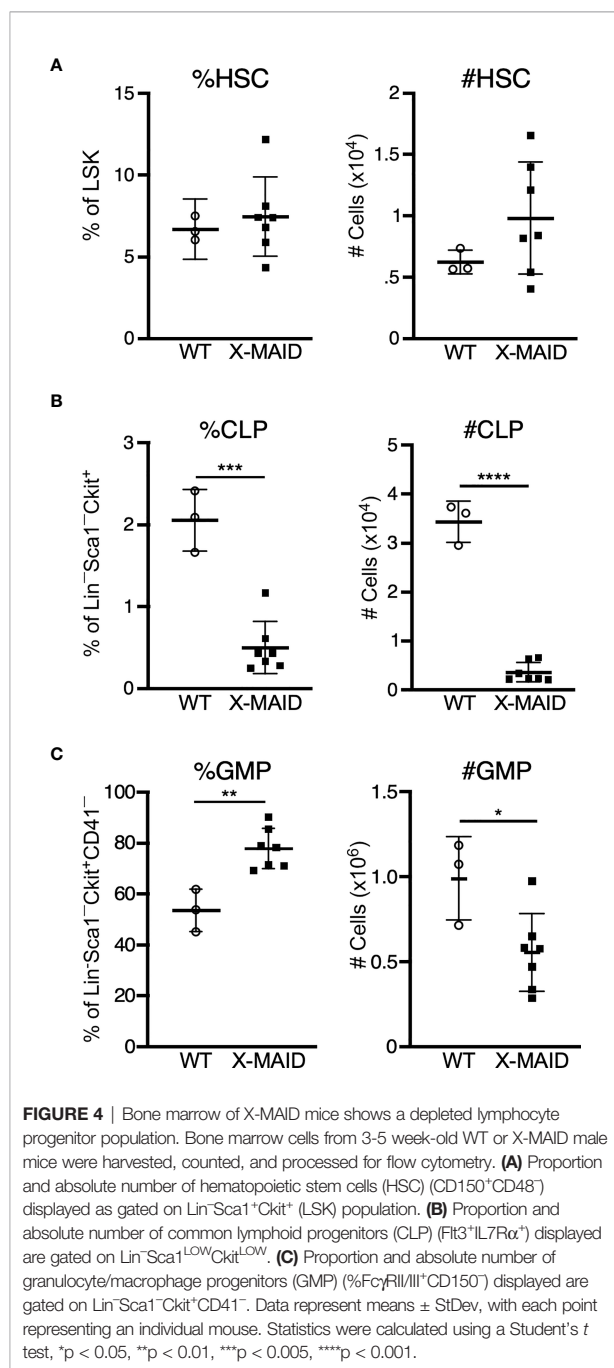 A
%HSC
#HSC
15
10
5
0
% of LSK
WT X-MAID
2
1.5
1
.5
0
# Cells (x10⁴)
WT X-MAID
B
%CLP
#CLP
3
2
1
0
% of Lin⁻Sca1⁻Ckit⁺
***
WT X-MAID
5
4
3
2
1
0
# Cells (x10⁴)
****
WT X-MAID
C
%GMP
#GMP
100
80
60
40
20
0
% of Lin-Sca1⁻Ckit⁺CD41⁻
**
WT X-MAID
1.5
1.0
0.5
0
# Cells (x10⁶)
*
WT X-MAID
FIGURE 4 | Bone marrow of X-MAID mice shows a depleted lymphocyte
progenitor population. Bone marrow cells from 3-5 week-old WT or X-MAID male
mice were harvested, counted, and processed for flow cytometry. (A) Proportion
and absolute number of hematopoietic stem cells (HSC) (CD150⁺CD48⁻)
displayed as gated on Lin⁻Sca1⁺Ckit⁺ (LSK) population. (B) Proportion and
absolute number of common lymphoid progenitors (CLP) (Flt3⁺IL7Rα⁺) displayed
are gated on Lin⁻Sca1ᴸᴼᵂCkitᴸᴼᵂ. (C) Proportion and absolute number of
granulocyte/macrophage progenitors (GMP) (%FcγRII/III⁺CD150⁻) displayed are
gated on Lin⁻Sca1⁻Ckit⁺CD41⁻. Data represent means ± StDev, with each point
representing an individual mouse. Statistics were calculated using a Student's t
test, *p < 0.05, **p < 0.01, ***p < 0.005, ****p < 0.001.